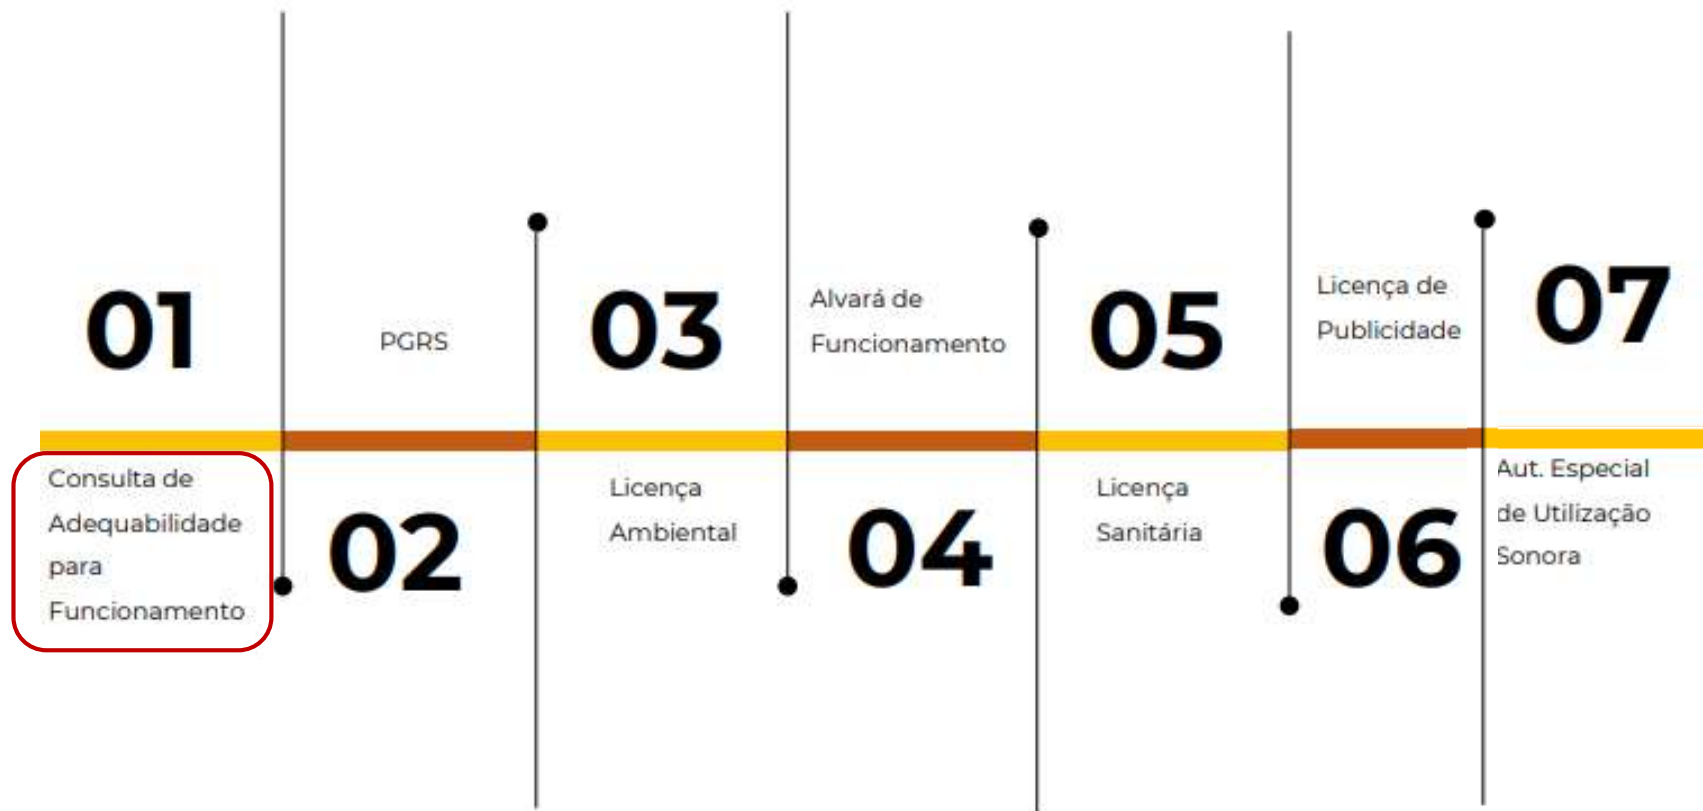 01
Consulta de
Adequabilidade
para
Funcionamento
PGRS
02
03
Licença
Ambiental
Alvará de
Funcionamento
04
05
Licença
Sanitária
Licença de
Publicidade
06
07
Aut. Especial
de Utilização
Sonora